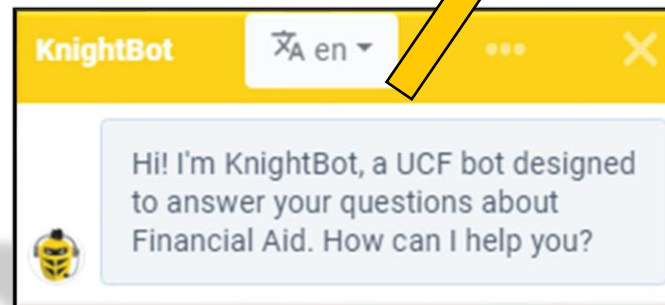 KnightBot
en
Hi! I'm KnightBot, a UCF bot designed
to answer your questions about
Financial Aid. How can I help you?